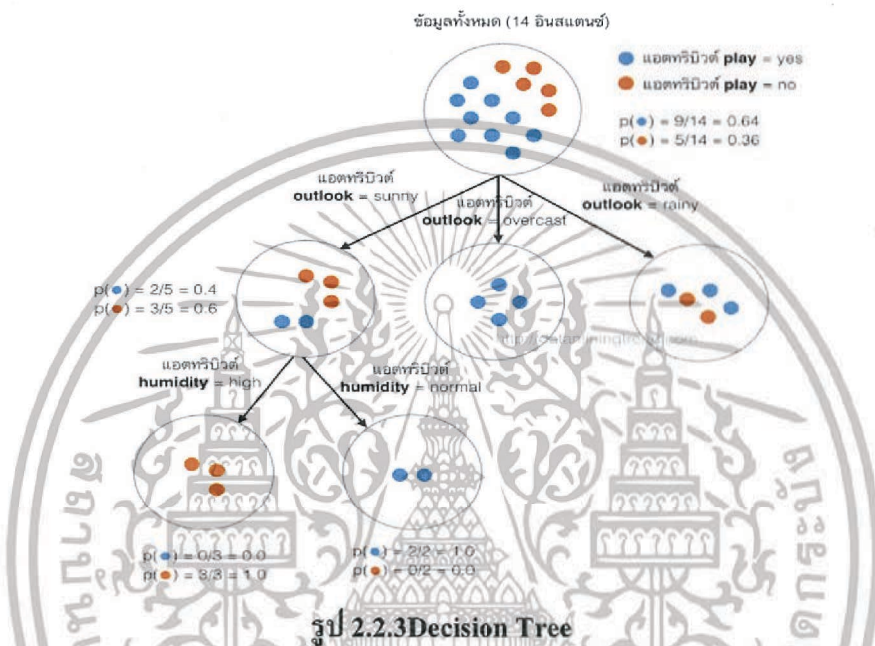 ข้อมูลทั้งหมด (14 อินสแตนซ์)
แอตทริบิวต์ play = yes
แอตทริบิวต์ play = no
p( ) = 9/14 = 0.64
p( ) = 5/14 = 0.36
แอตทริบิวต์
outlook = sunny
แอตทริบิวต์
outlook = overcast
แอตทริบิวต์
outlook = rainy
p( ) = 2/5 = 0.4
p( ) = 3/5 = 0.6
แอตทริบิวต์
humidity = high
แอตทริบิวต์
humidity = normal
p( ) = 0/3 = 0.0
p( ) = 3/3 = 1.0
p( ) = 2/2 = 1.0
p( ) = 0/2 = 0.0
รูป 2.2.3Decision Tree